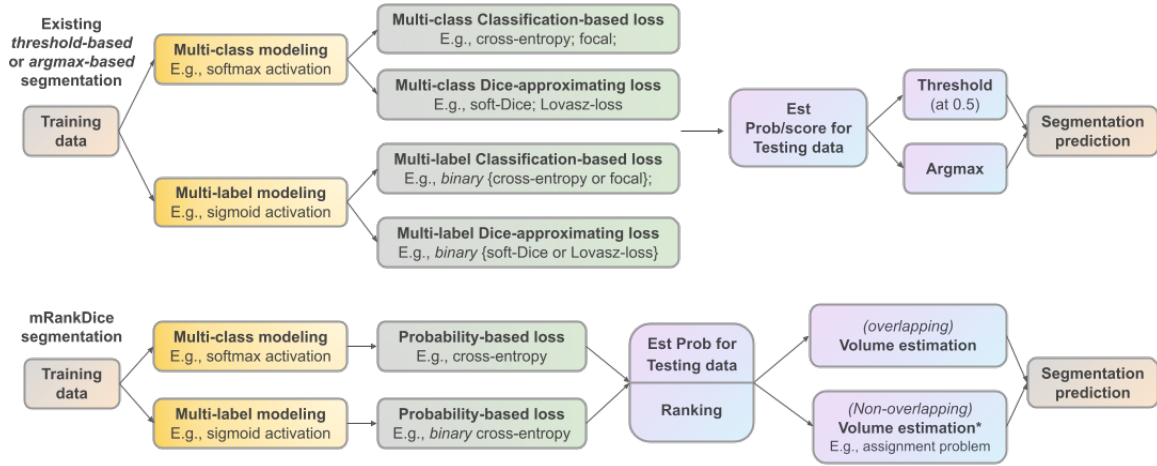 Existing
threshold-based
or argmax-based
segmentation
Training
data
Multi-class modeling
E.g., softmax activation
Multi-label modeling
E.g., sigmoid activation
Multi-class Classification-based loss
E.g., cross-entropy; focal;
Multi-class Dice-approximating loss
E.g., soft-Dice; Lovasz-loss
Multi-label Classification-based loss
E.g., binary {cross-entropy or focal};
Multi-label Dice-approximating loss
E.g., binary {soft-Dice or Lovasz-loss}
Est
Prob/score for
Testing data
Threshold
(at 0.5)
Argmax
Segmentation
prediction
mRankDice
segmentation
Training
data
Multi-class modeling
E.g., softmax activation
Multi-label modeling
E.g., sigmoid activation
Probability-based loss
E.g., cross-entropy
Probability-based loss
E.g., binary cross-entropy
Est Prob for
Testing data
Ranking
(overlapping)
Volume estimation
(Non-overlapping)
Volume estimation*
E.g., assignment problem
Segmentation
prediction